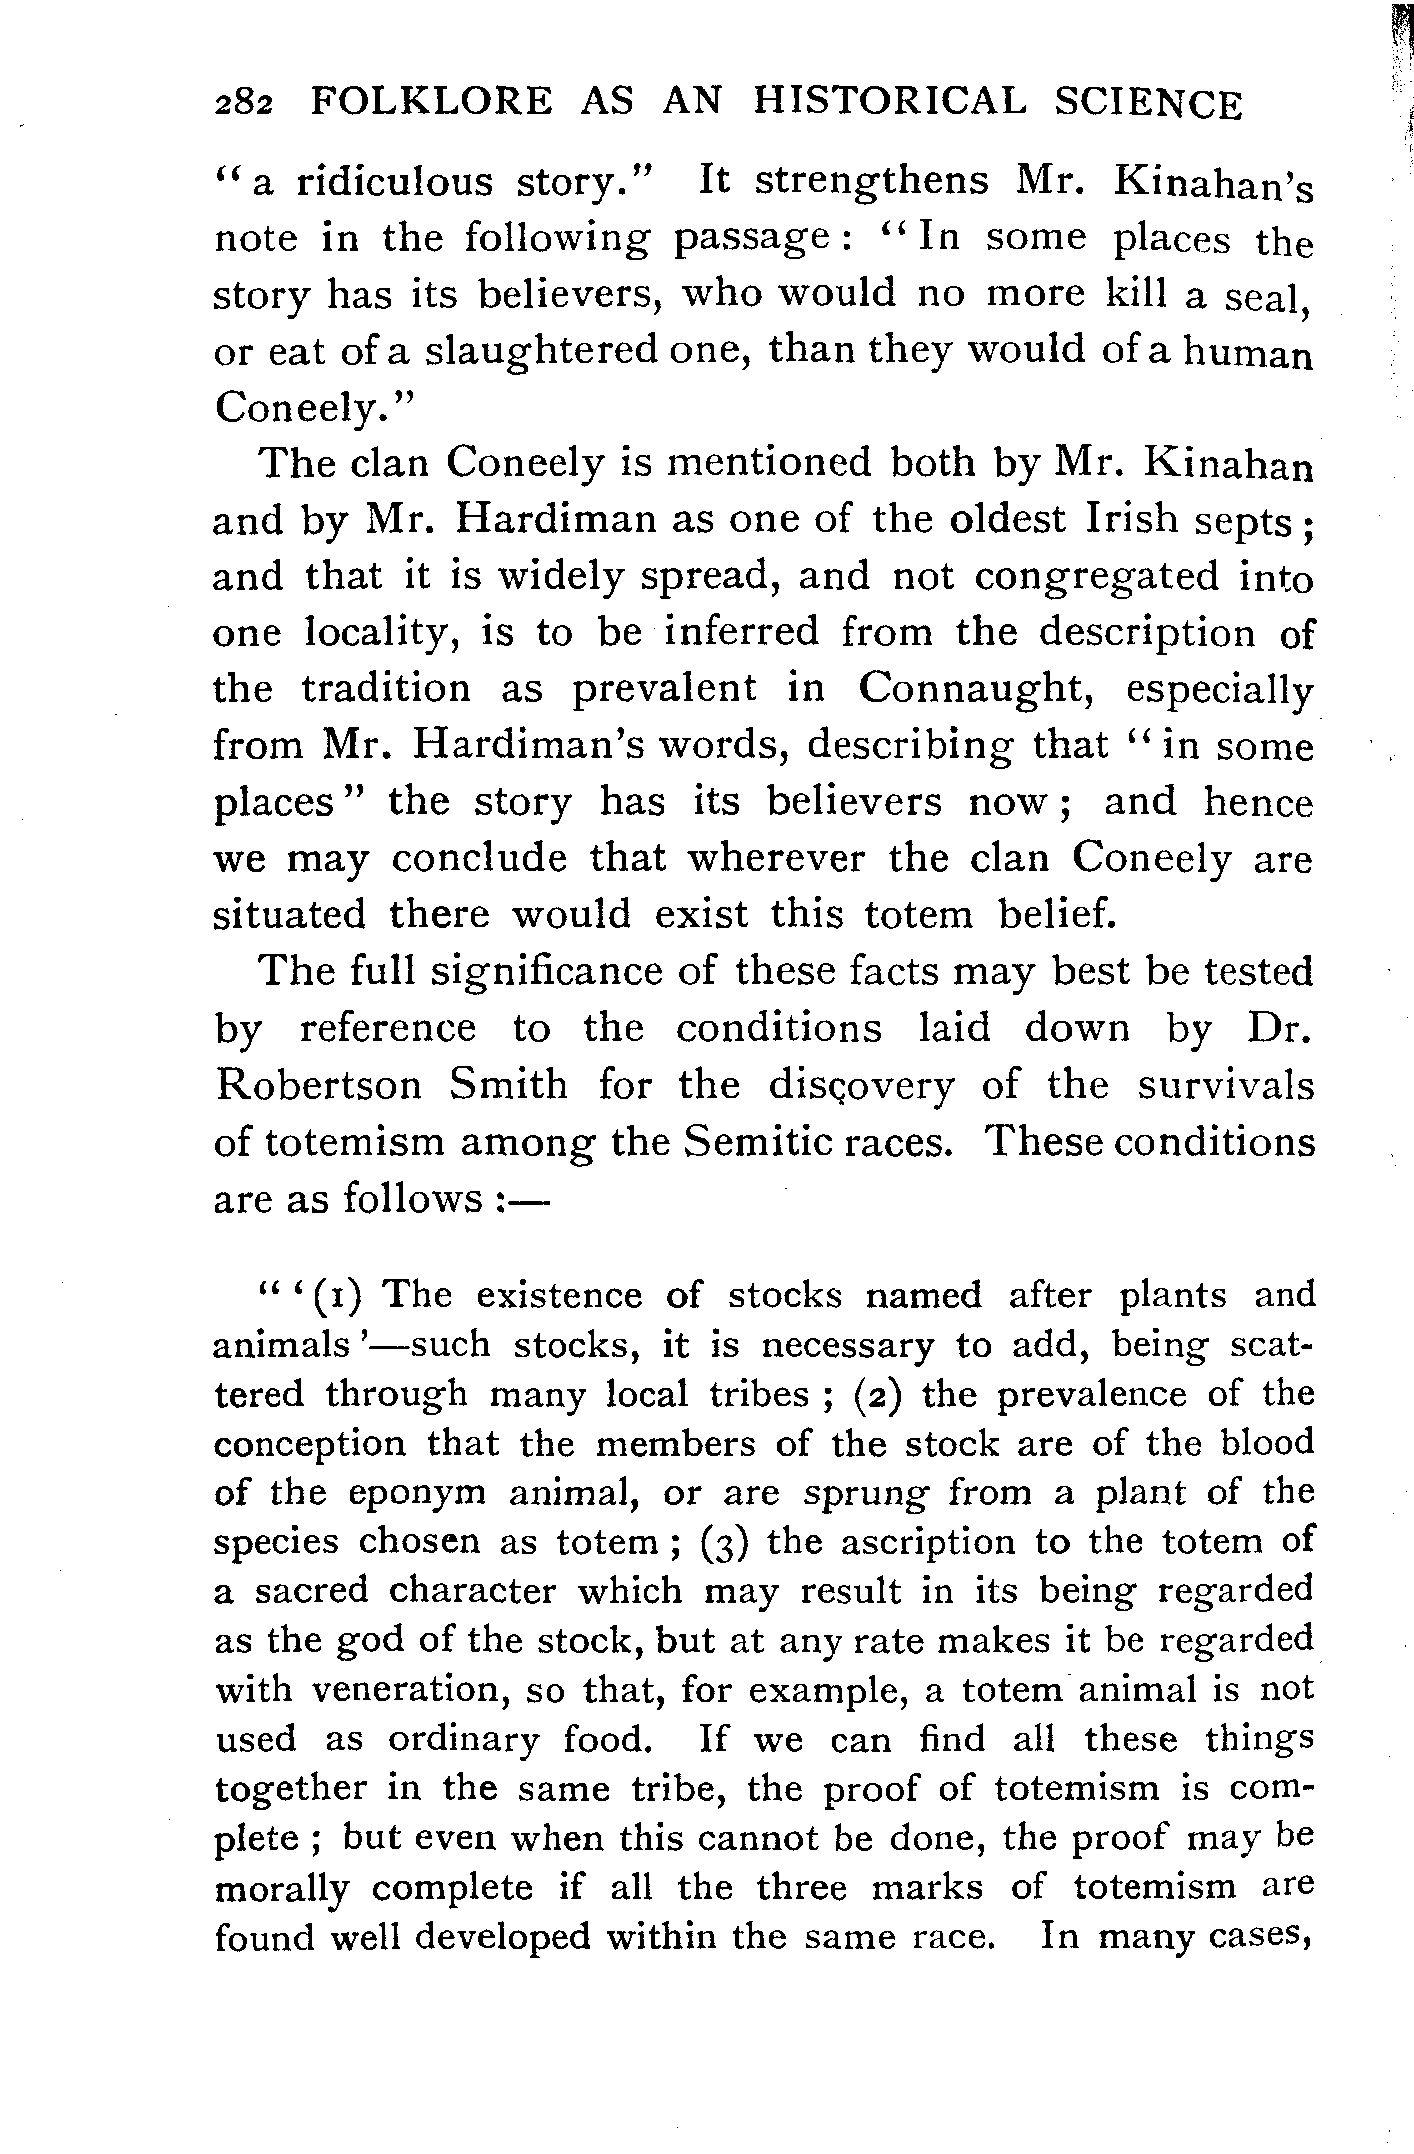 282 FOLKLORE AS AN HISTORICAL SCIENCE
“ a ridiculous story.” It strengthens Mr. Kinahan’s
note in the following passage : “ In some places the
story has its believers, who would no more kill a seal,
or eat of a slaughtered one, than they would of a human
Coneely.”
The clan Coneely is mentioned both by Mr. Kinahan
and by Mr. Hardiman as one of the oldest Irish septs ;
and that it is widely spread, and not congregated into
one locality, is to be inferred from the description of
the tradition as prevalent in Connaught, especially
from Mr. Hardiman’s words, describing that “ in some
places ” the story has its believers now ; and hence
we may conclude that wherever the clan Coneely are
situated there would exist this totem belief.
The full significance of these facts may best be tested
by reference to the conditions laid down by Dr.
Robertson Smith for the discovery of the survivals
of totemism among the Semitic races. These conditions
are as follows :—
“ ‘ (1) The existence of stocks named after plants and
animals ’—such stocks, it is necessary to add, being scat-
tered through many local tribes ; (2) the prevalence of the
conception that the members of the stock are of the blood
of the eponym animal, or are sprung from a plant of the
species chosen as totem ; (3) the ascription to the totem of
a sacred character which may result in its being regarded
as the god of the stock, but at any rate makes it be regarded
with veneration, so that, for example, a totem animal is not
used as ordinary food. If we can find all these things
together in the same tribe, the proof of totemism is com-
plete ; but even when this cannot be done, the proof may be
morally complete if all the three marks of totemism are
found well developed within the same race. In many cases,